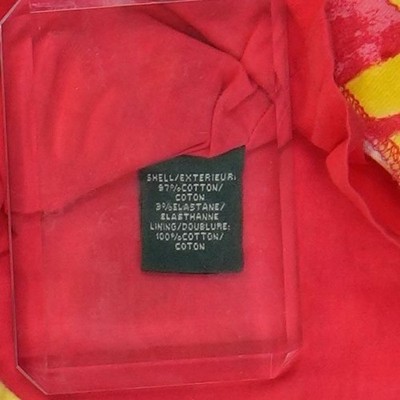 SHELL/EXTERIEUR:
97%COTTON/
COTON
3%ELASTANE/
ELASTHANNE
LINING/DOUBLURE:
100%COTTON/
COTON